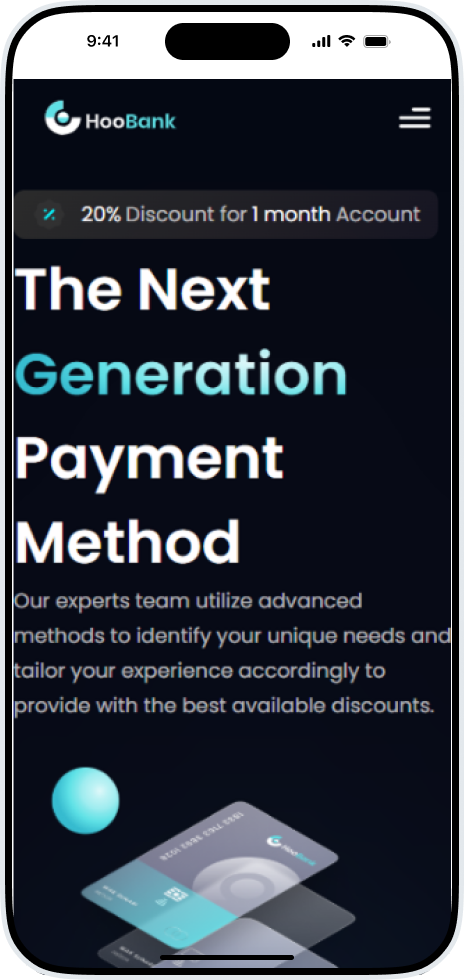 9:41
HooBank
20% Discount for 1 month Account
The Next
Generation
Payment
Method
Our experts team utilize advanced
methods to identify your unique needs and
tailor your experience accordingly to
provide with the best available discounts.
HooBank